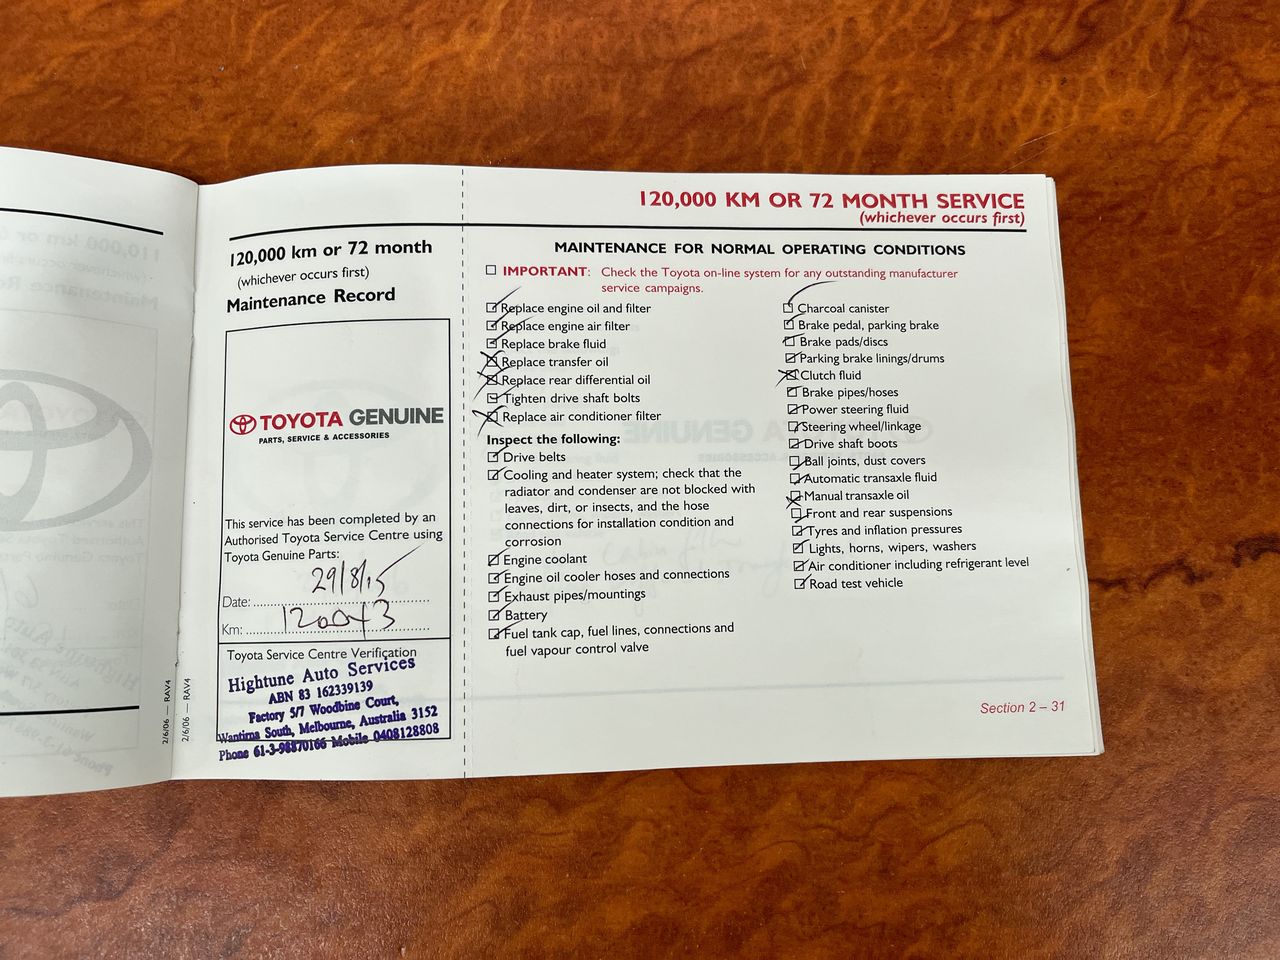 120,000 km or 72 month
(whichever occurs first)
Maintenance Record
TOYOTA GENUINE
PARTS, SERVICE & ACCESSORIES
This service has been completed by an
Authorised Toyota Service Centre using
Toyota Genuine Parts:
Date: 29/8/15
Km:
Toyota Service Centre Verification
Hightune Auto Services
ABN 83 162339139
Factory 5/7 Woodbine Court,
Wantirna South, Melbourne, Australia 3152
Phone 61-3-98870166 Mobile 0408128808
2/6/06 — RAV4
2/6/06 — RAV4
120,000 KM OR 72 MONTH SERVICE
(whichever occurs first)
MAINTENANCE FOR NORMAL OPERATING CONDITIONS
IMPORTANT: Check the Toyota on-line system for any outstanding manufacturer
service campaigns.
Replace engine oil and filter
Replace engine air filter
Replace brake fluid
Replace transfer oil
Replace rear differential oil
Tighten drive shaft bolts
Replace air conditioner filter
Inspect the following:
Drive belts
Cooling and heater system; check that the
radiator and condenser are not blocked with
leaves, dirt, or insects, and the hose
connections for installation condition and
corrosion
Engine coolant
Engine oil cooler hoses and connections
Exhaust pipes/mountings
Battery
Fuel tank cap, fuel lines, connections and
fuel vapour control valve
Charcoal canister
Brake pedal, parking brake
Brake pads/discs
Parking brake linings/drums
Clutch fluid
Brake pipes/hoses
Power steering fluid
Steering wheel/linkage
Drive shaft boots
Ball joints, dust covers
Automatic transaxle fluid
Manual transaxle oil
Front and rear suspensions
Tyres and inflation pressures
Lights, horns, wipers, washers
Air conditioner including refrigerant level
Road test vehicle
Section 2 – 31